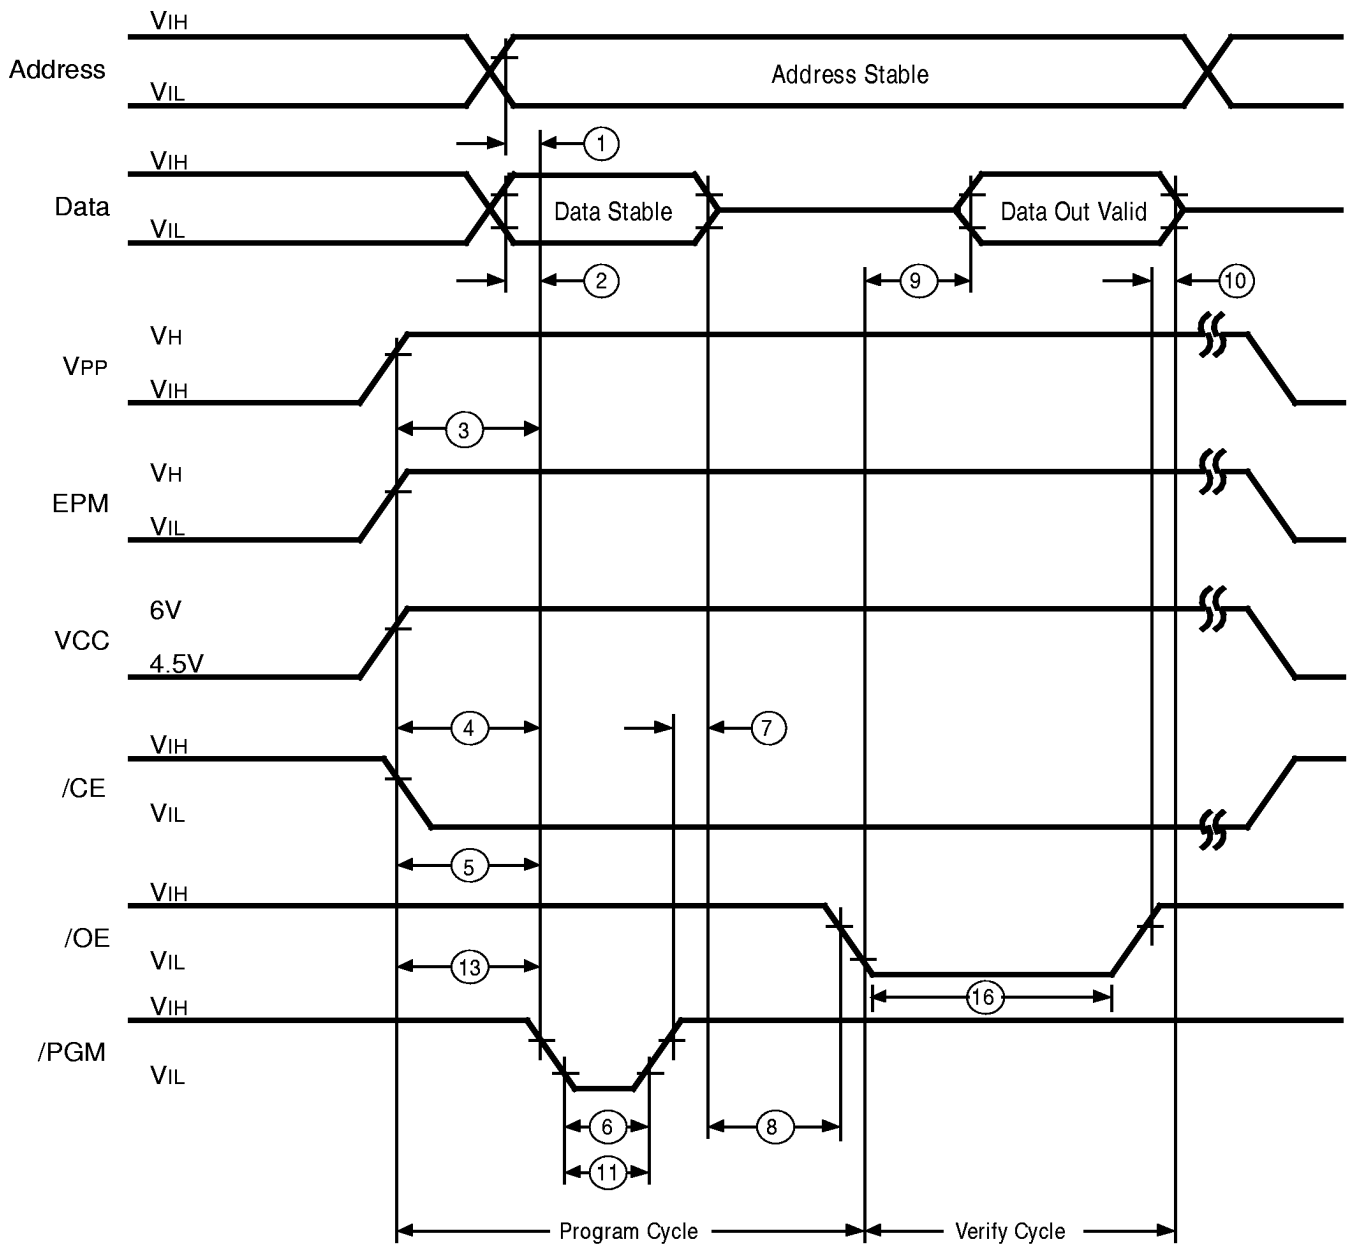 VIH
Address
Address Stable
VIL
1
VIH
Data
Data Stable
Data Out Valid
VIL
2
9
10
VH
VPP
VIH
3
VH
EPM
VIL
6V
VCC
4.5V
4
7
VIH
/CE
VIL
5
VIH
/OE
VIL
13
16
VIH
/PGM
VIL
6
8
11
Program Cycle
Verify Cycle